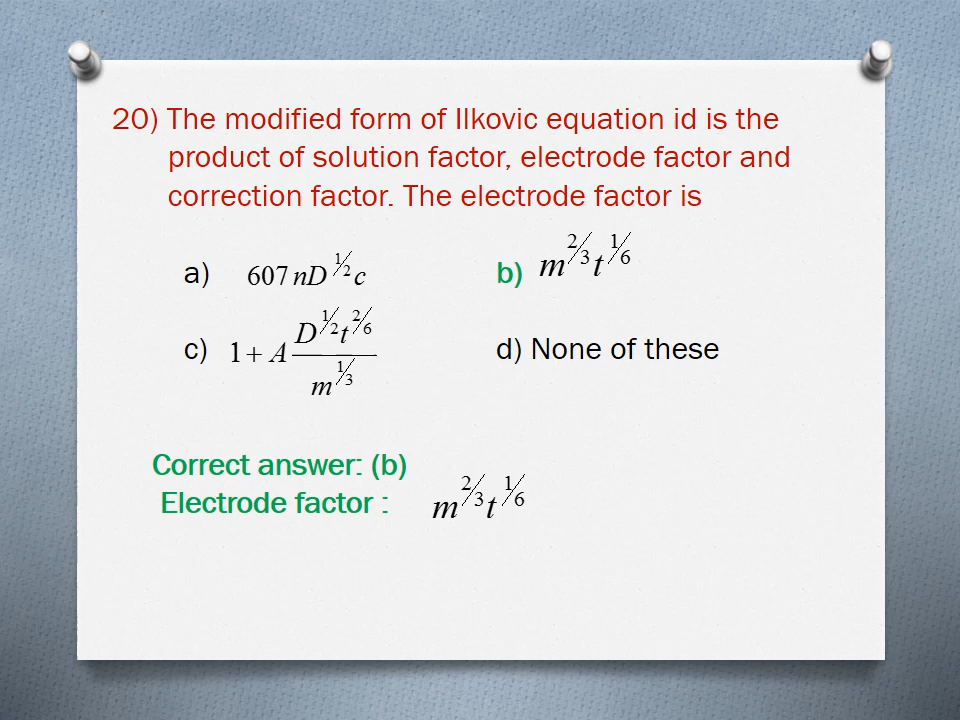 20) The modified form of Ilkovic equation id is the
product of solution factor, electrode factor and
correction factor. The electrode factor is
a) 607 nD^{1/2} c b) m^{2/3} t^{1/6}
c) 1 + A \frac{D^{1/2} t^{2/6}}{m^{1/3}} d) None of these
Correct answer: (b)
Electrode factor : m^{2/3} t^{1/6}